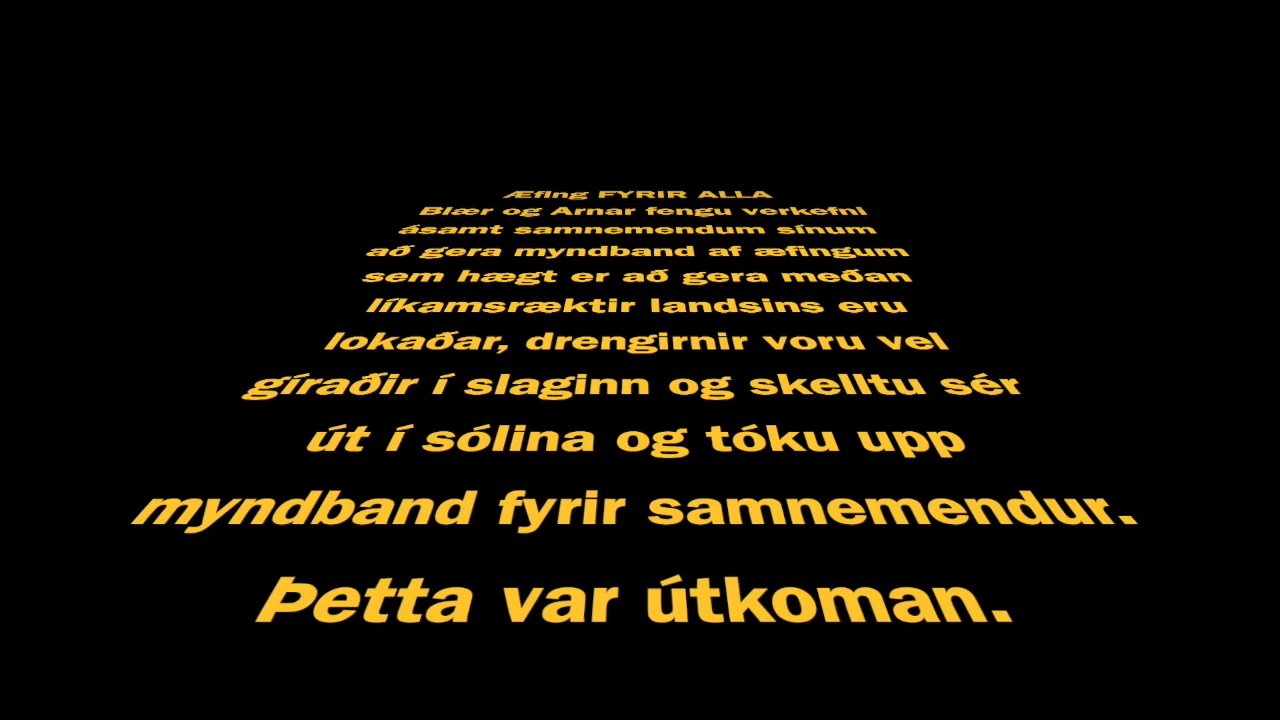 Æfing FYRIR ALLA
Blær og Arnar fengu verkefni
ásamt samnemendum sínum
að gera myndband af æfingum
sem hægt er að gera meðan
líkamsræktir landsins eru
lokaðar, drengirnir voru vel
gíraðir í slaginn og skelltu sér
út í sólina og tóku upp
myndband fyrir samnemendur.
Þetta var útkoman.